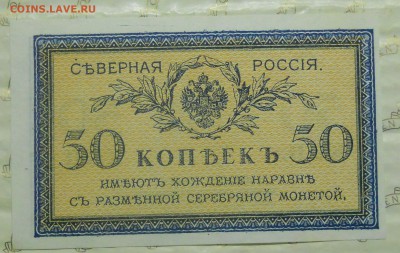 COINS.LAVE.RU
СѢВЕРНАЯ РОССІЯ.
50 КОПѢЕКЪ 50
ИМѢЮТЪ ХОЖДЕНІЕ НАРАВНѢ
СЪ РАЗМѢННОЙ СЕРЕБРЯНОЙ МОНЕТОЙ.